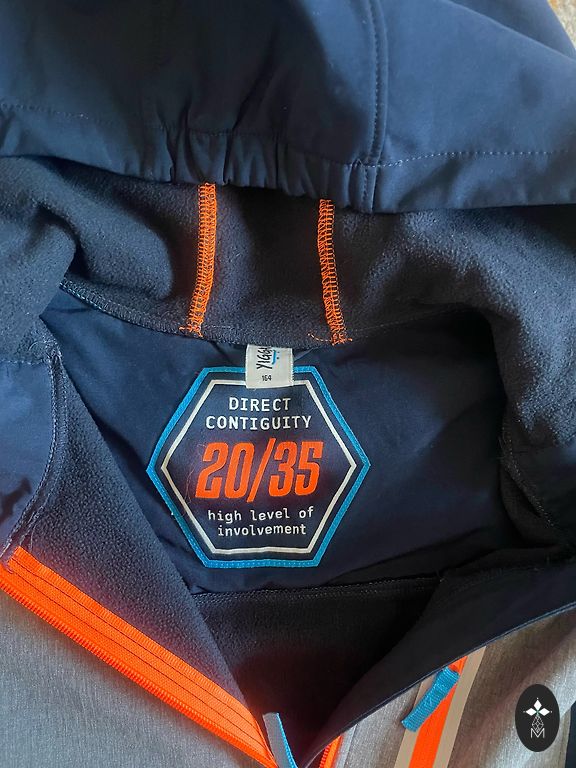 164
DIRECT
CONTIGUITY
20/35
high level of
involvement